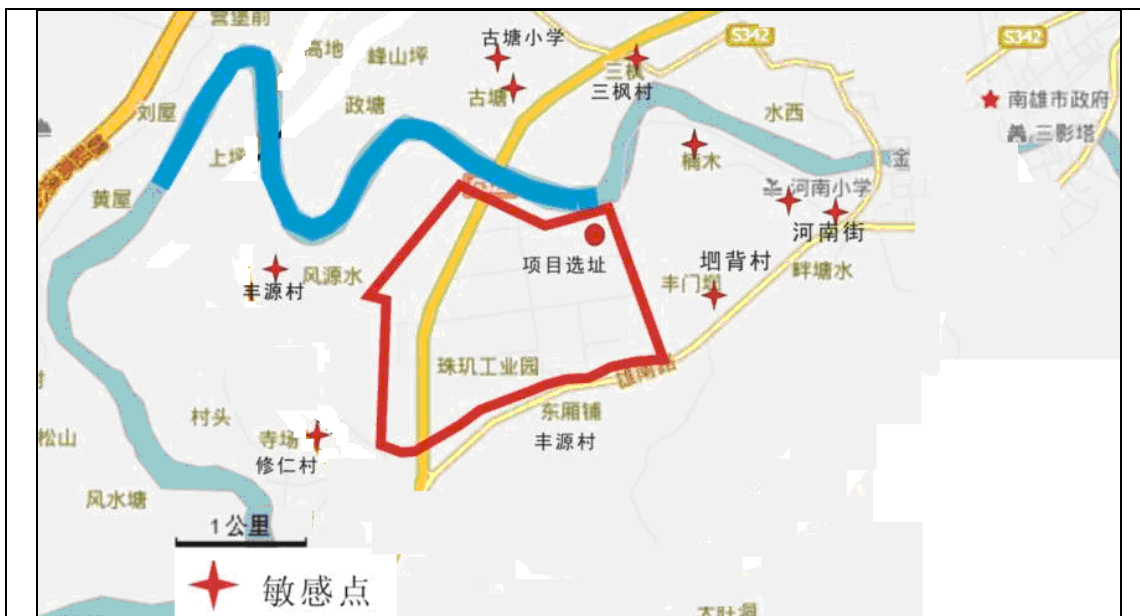 营堡前
高地
峰山坪
古塘小学
S342
S342
三枫
三枫村
古塘
政塘
刘屋
水西
南雄市政府
三影塔
上坪
楠木
金
黄屋
河南小学
河南街
风源水
丰源村
项目选址
垇背村
丰门坳
畔塘水
珠玑工业园
雄南路
村头
东厢铺
丰源村
松山
寺场
修仁村
风水塘
1公里
敏感点